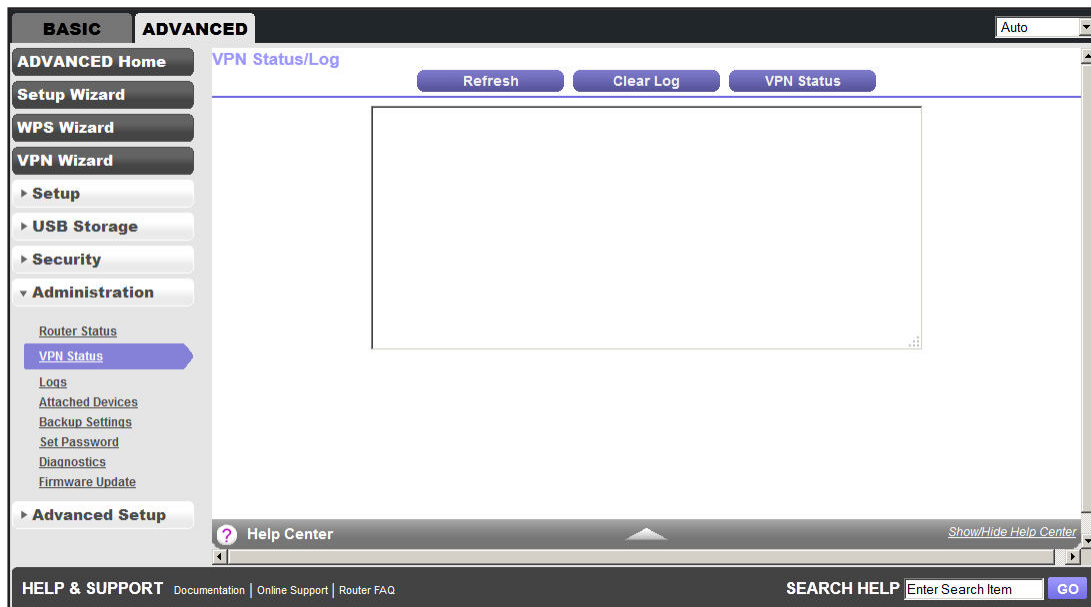 BASIC ADVANCED Auto
ADVANCED Home
Setup Wizard
WPS Wizard
VPN Wizard
Setup
USB Storage
Security
Administration
Router Status
VPN Status
Logs
Attached Devices
Backup Settings
Set Password
Diagnostics
Firmware Update
Advanced Setup
VPN Status/Log
Refresh Clear Log VPN Status
? Help Center Show/Hide Help Center
HELP & SUPPORT Documentation | Online Support | Router FAQ SEARCH HELP Enter Search Item GO